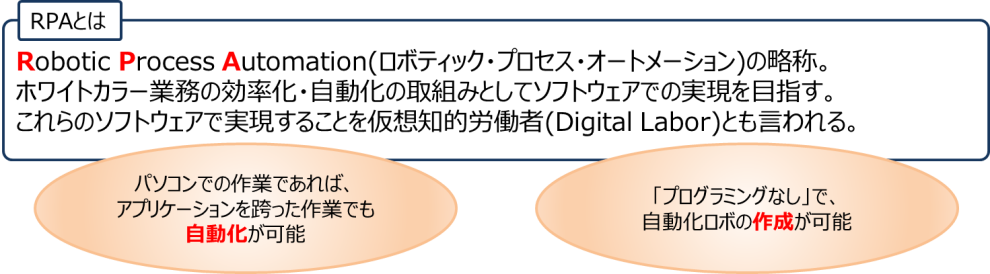 RPAとは
Robotic Process Automation(ロボティック・プロセス・オートメーション)の略称。
ホワイトカラー業務の効率化・自動化の取組みとしてソフトウェアでの実現を目指す。
これらのソフトウェアで実現することを仮想知的労働者(Digital Labor)とも言われる。
パソコンでの作業であれば、
アプリケーションを跨った作業でも
自動化が可能
「プログラミングなし」で、
自動化ロボの作成が可能